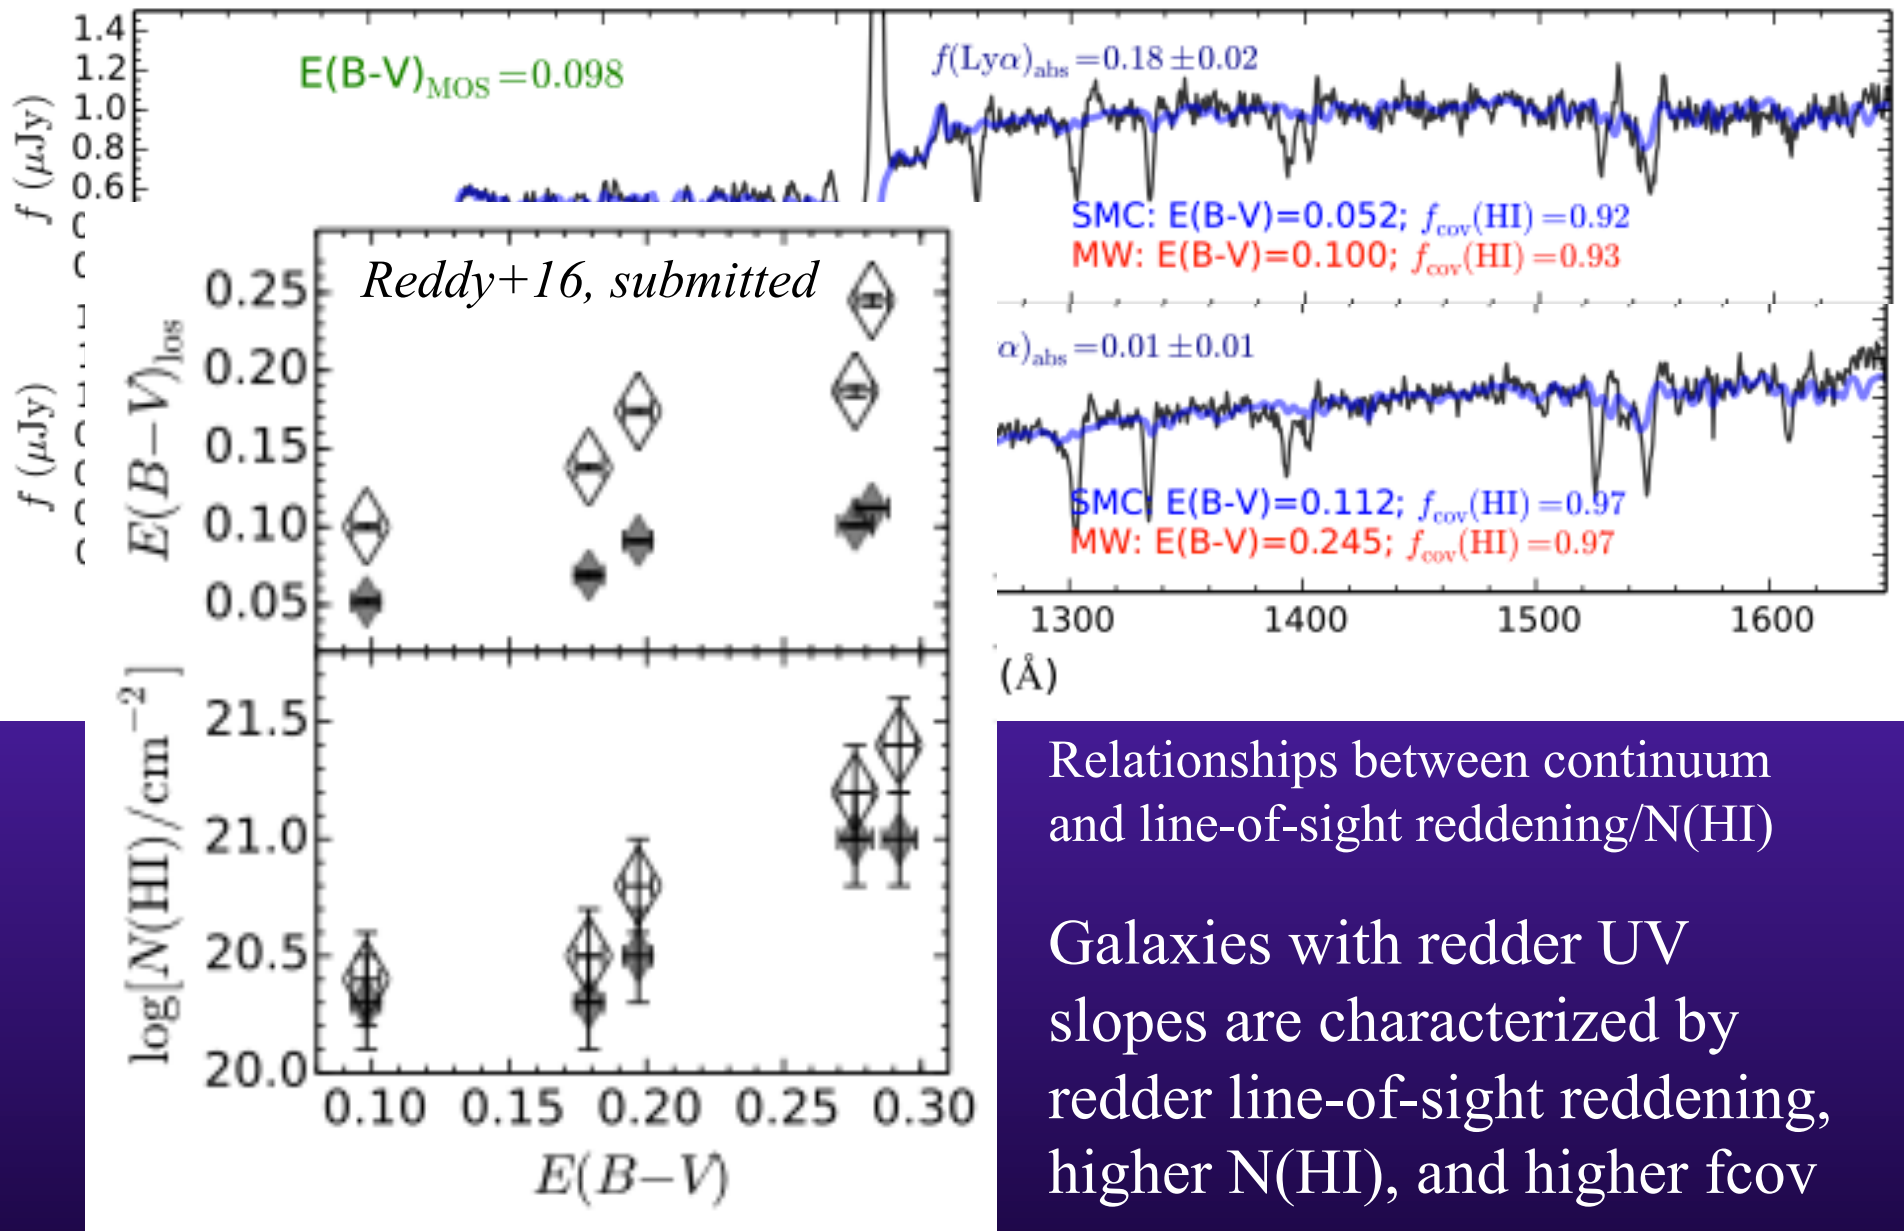 1.4
1.2
1.0
0.8
0.6
f (μJy)
E(B-V)MOS = 0.098
f(Lyα)abs = 0.18 ± 0.02
SMC: E(B-V)=0.052; fcov(HI) = 0.92
MW: E(B-V)=0.100; fcov(HI) = 0.93
f (μJy)
α)abs = 0.01 ± 0.01
SMC: E(B-V)=0.112; fcov(HI) = 0.97
MW: E(B-V)=0.245; fcov(HI) = 0.97
1300 1400 1500 1600
(Å)
Reddy+16, submitted
E(B−V)los
0.25
0.20
0.15
0.10
0.05
log[N(HI)/cm−2]
21.5
21.0
20.5
20.0
0.10 0.15 0.20 0.25 0.30
E(B−V)
Relationships between continuum
and line-of-sight reddening/N(HI)
Galaxies with redder UV
slopes are characterized by
redder line-of-sight reddening,
higher N(HI), and higher fcov